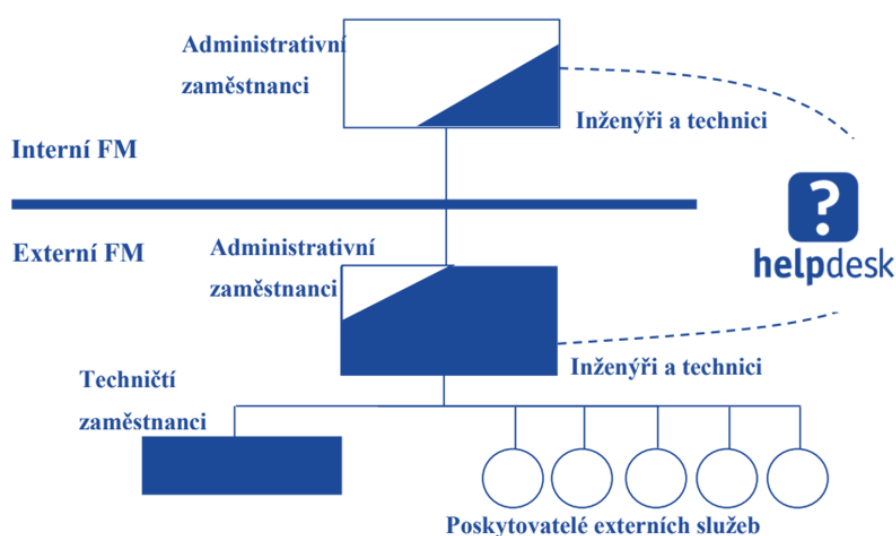 Administrativní
zaměstnanci
Inženýři a technici
Interní FM
?
helpdesk
Externí FM
Administrativní
zaměstnanci
Inženýři a technici
Techničtí
zaměstnanci
Poskytovatelé externích služeb